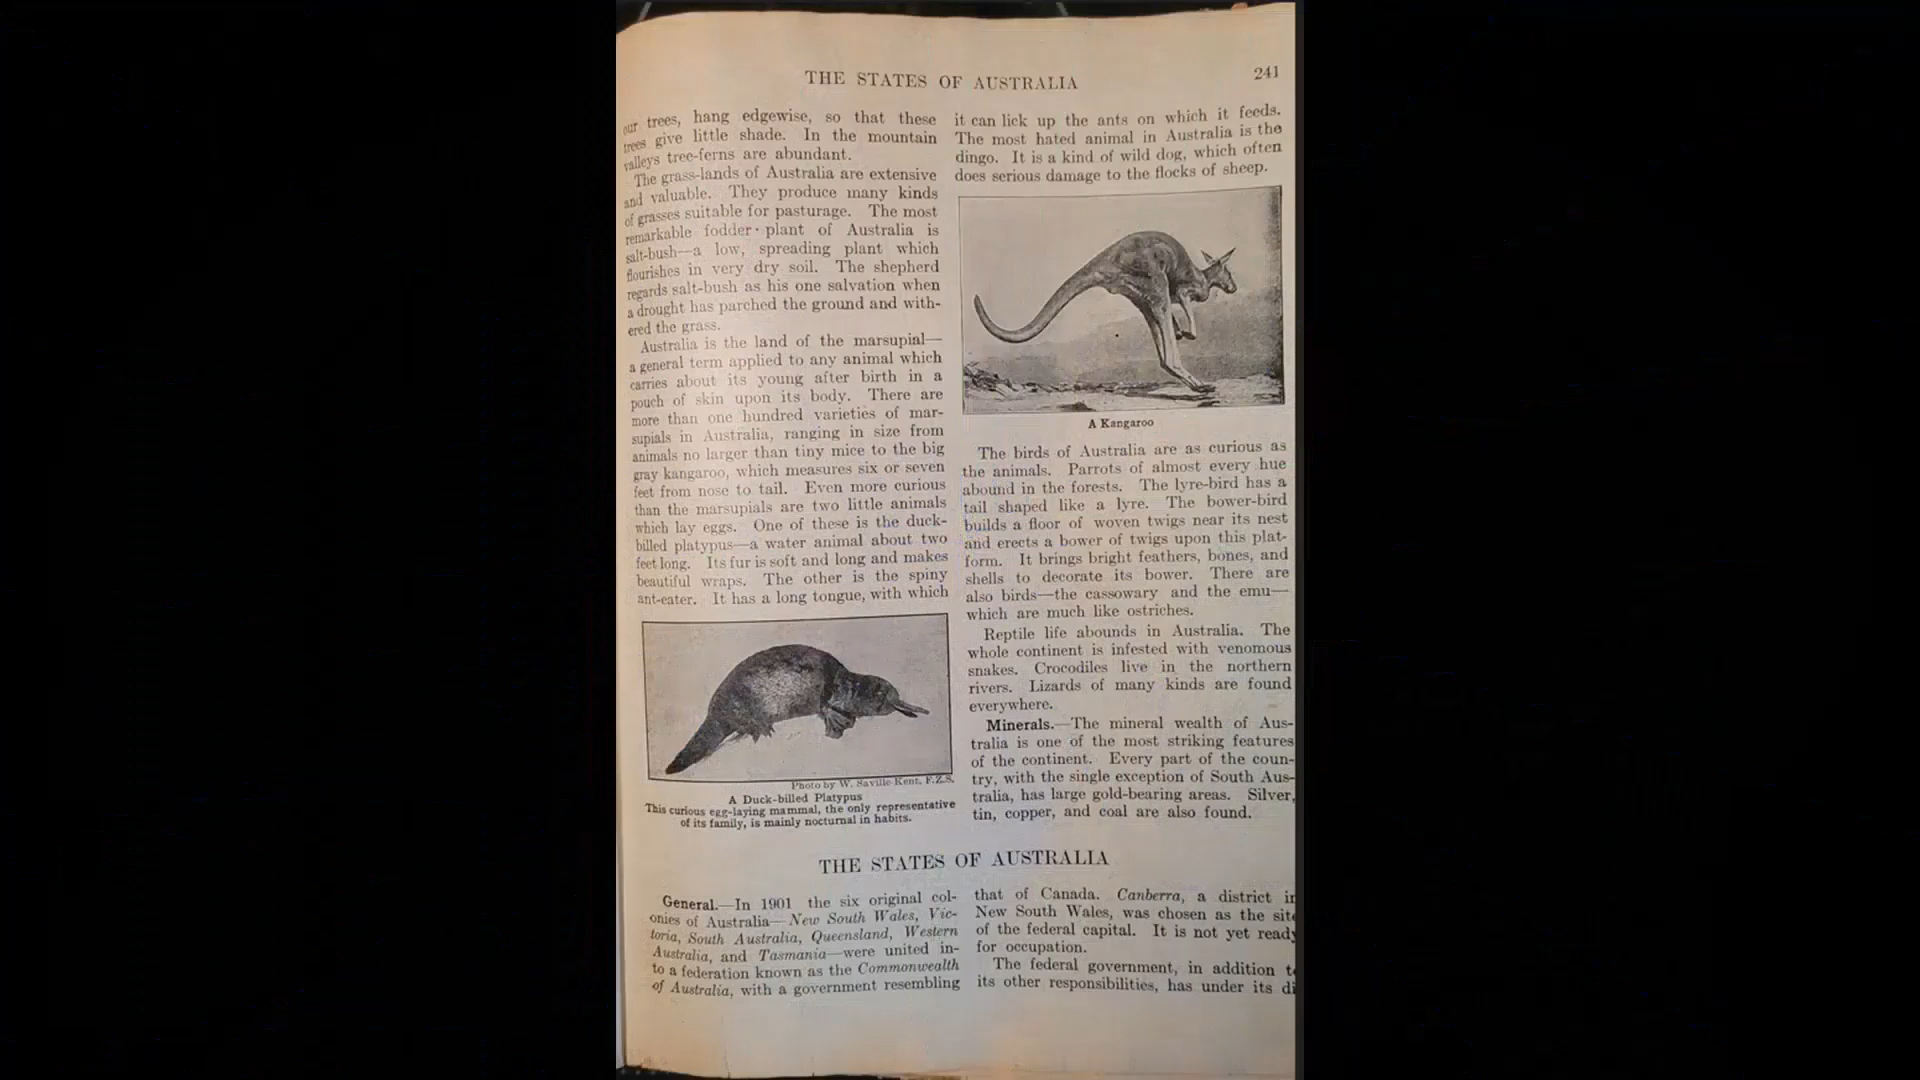 THE STATES OF AUSTRALIA
241
our trees, hang edgewise, so that these
trees give little shade. In the mountain
valleys tree-ferns are abundant.
The grass-lands of Australia are extensive
and valuable. They produce many kinds
of grasses suitable for pasturage. The most
remarkable fodder plant of Australia is
salt-bush—a low, spreading plant which
flourishes in very dry soil. The shepherd
regards salt-bush as his one salvation when
a drought has parched the ground and with-
ered the grass.
Australia is the land of the marsupial—
a general term applied to any animal which
carries about its young after birth in a
pouch of skin upon its body. There are
more than one hundred varieties of mar-
supials in Australia, ranging in size from
animals no larger than tiny mice to the big
gray kangaroo, which measures six or seven
feet from nose to tail. Even more curious
than the marsupials are two little animals
which lay eggs. One of these is the duck-
billed platypus—a water animal about two
feet long. Its fur is soft and long and makes
beautiful wraps. The other is the spiny
ant-eater. It has a long tongue, with which
Photo by W. Saville-Kent, F.Z.S.
A Duck-billed Platypus
This curious egg-laying mammal, the only representative
of its family, is mainly nocturnal in habits.
it can lick up the ants on which it feeds.
The most hated animal in Australia is the
dingo. It is a kind of wild dog, which often
does serious damage to the flocks of sheep.
A Kangaroo
The birds of Australia are as curious as
the animals. Parrots of almost every hue
abound in the forests. The lyre-bird has a
tail shaped like a lyre. The bower-bird
builds a floor of woven twigs near its nest
and erects a bower of twigs upon this plat-
form. It brings bright feathers, bones, and
shells to decorate its bower. There are
also birds—the cassowary and the emu—
which are much like ostriches.
Reptile life abounds in Australia. The
whole continent is infested with venomous
snakes. Crocodiles live in the northern
rivers. Lizards of many kinds are found
everywhere.
Minerals.—The mineral wealth of Aus-
tralia is one of the most striking features
of the continent. Every part of the coun-
try, with the single exception of South Aus-
tralia, has large gold-bearing areas. Silver,
tin, copper, and coal are also found.
THE STATES OF AUSTRALIA
General.—In 1901 the six original col-
onies of Australia—New South Wales, Vic-
toria, South Australia, Queensland, Western
Australia, and Tasmania—were united in-
to a federation known as the Commonwealth
of Australia, with a government resembling
that of Canada. Canberra, a district in
New South Wales, was chosen as the site
of the federal capital. It is not yet ready
for occupation.
The federal government, in addition t
its other responsibilities, has under its di